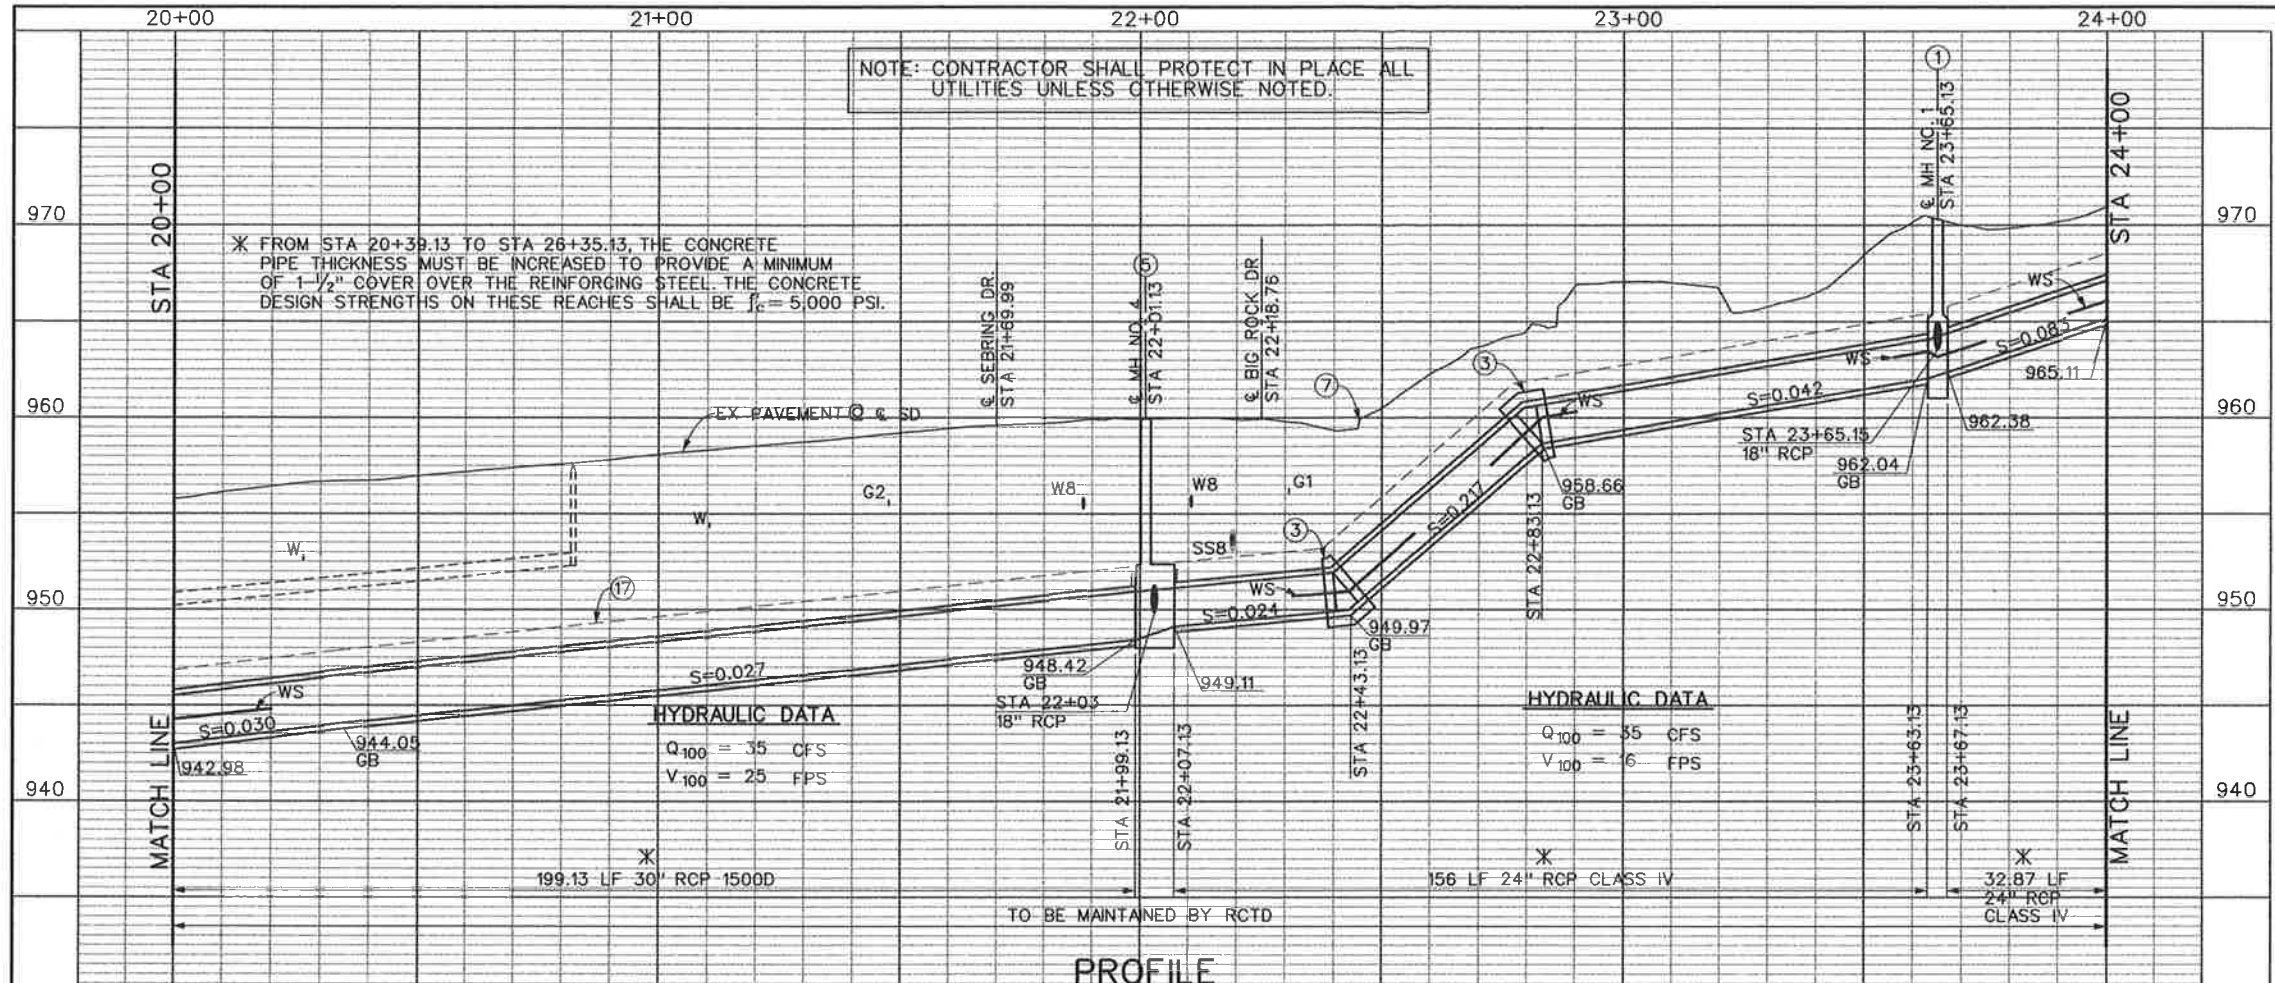 20+00 21+00 22+00 23+00 24+00
NOTE: CONTRACTOR SHALL PROTECT IN PLACE ALL
UTILITIES UNLESS OTHERWISE NOTED.
1
℄ MH NO. 1
STA 23+65.13
STA 20+00
STA 24+00
970
970
Ӿ FROM STA 20+39.13 TO STA 26+35.13, THE CONCRETE
PIPE THICKNESS MUST BE INCREASED TO PROVIDE A MINIMUM
OF 1-1/2" COVER OVER THE REINFORCING STEEL. THE CONCRETE
DESIGN STRENGTHS ON THESE REACHES SHALL BE f'c = 5,000 PSI.
℄ SEBRING DR.
STA 21+69.99
5
℄ MH NO. 4
STA 22+01.13
℄ BIG ROCK DR
STA 22+18.76
7
3
WS
WS
S=0.083
965.11
960
960
EX PAVEMENT @ ℄ SD
WS
S=0.042
STA 23+65.15
18" RCP
962.04
GB
962.38
G2
W8
W8
G1
W
W
SS8
3
S=0.217
958.66
GB
STA 22+83.13
950
950
17
WS
S=0.024
949.97
GB
948.42
GB
949.11
STA 22+03
18" RCP
S=0.027
WS
S=0.030
944.05
GB
942.98
HYDRAULIC DATA
Q100 = 35 CFS
V100 = 25 FPS
STA 22+43.13
HYDRAULIC DATA
Q100 = 35 CFS
V100 = 6 FPS
940
940
MATCH LINE
STA 21+99.13
STA 22+07.13
STA 23+63.13
STA 23+67.13
MATCH LINE
Ӿ
199.13 LF 30" RCP 1500D
Ӿ
156 LF 24" RCP CLASS IV
Ӿ
32.87 LF
24" RCP
CLASS IV
TO BE MAINTAINED BY RCTD
PROFILE